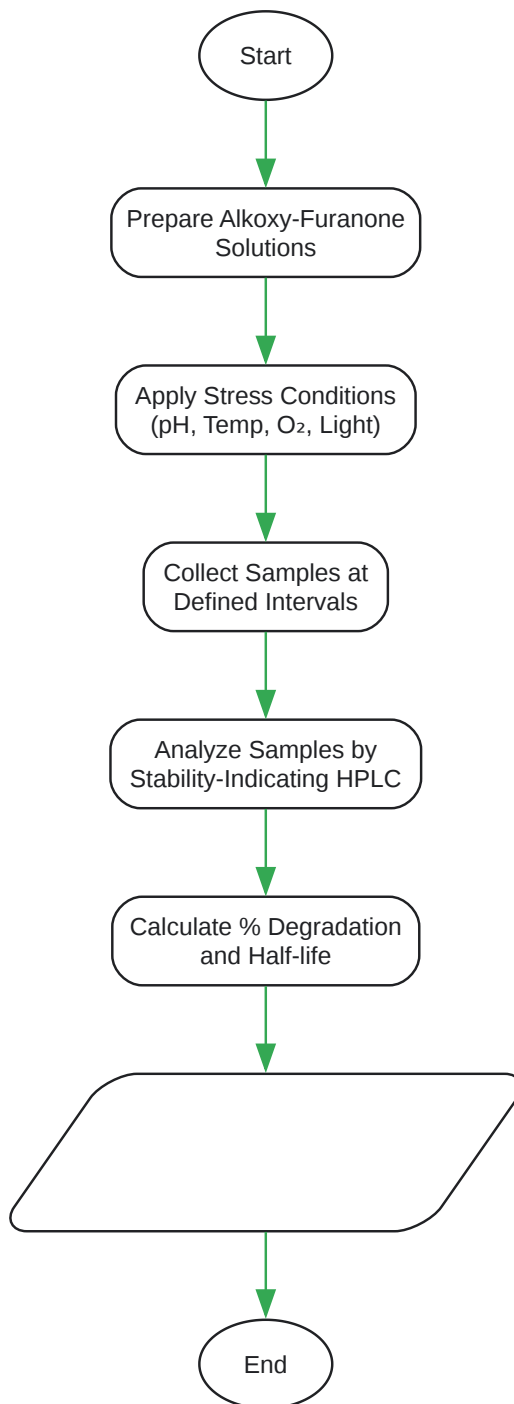 Start
Prepare Alkoxy-Furanone
Solutions
Apply Stress Conditions
(pH, Temp, O₂, Light)
Collect Samples at
Defined Intervals
Analyze Samples by
Stability-Indicating HPLC
Calculate % Degradation
and Half-life
End